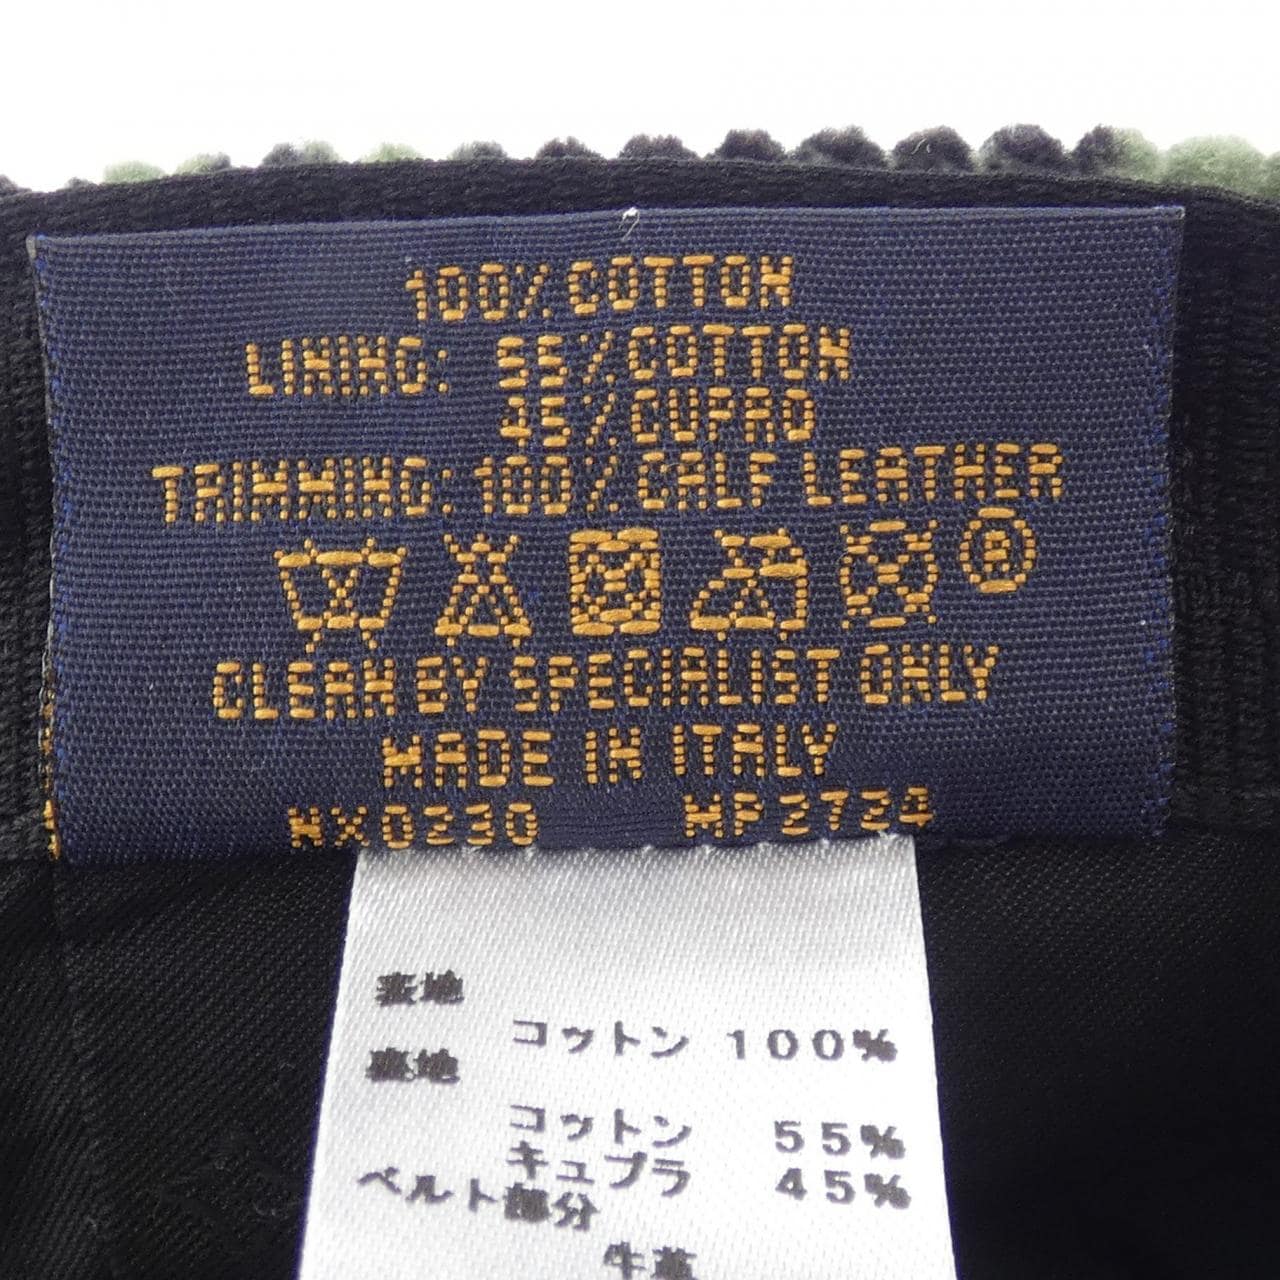 100% COTTON
LINING: 55% COTTON
45% CUPRO
TRIMMING: 100% CALF LEATHER
®
CLEAN BY SPECIALIST ONLY
MADE IN ITALY
NX0230 MP2724
表地
コットン 100%
裏地
コットン 55%
キュプラ 45%
ベルト部分
牛革